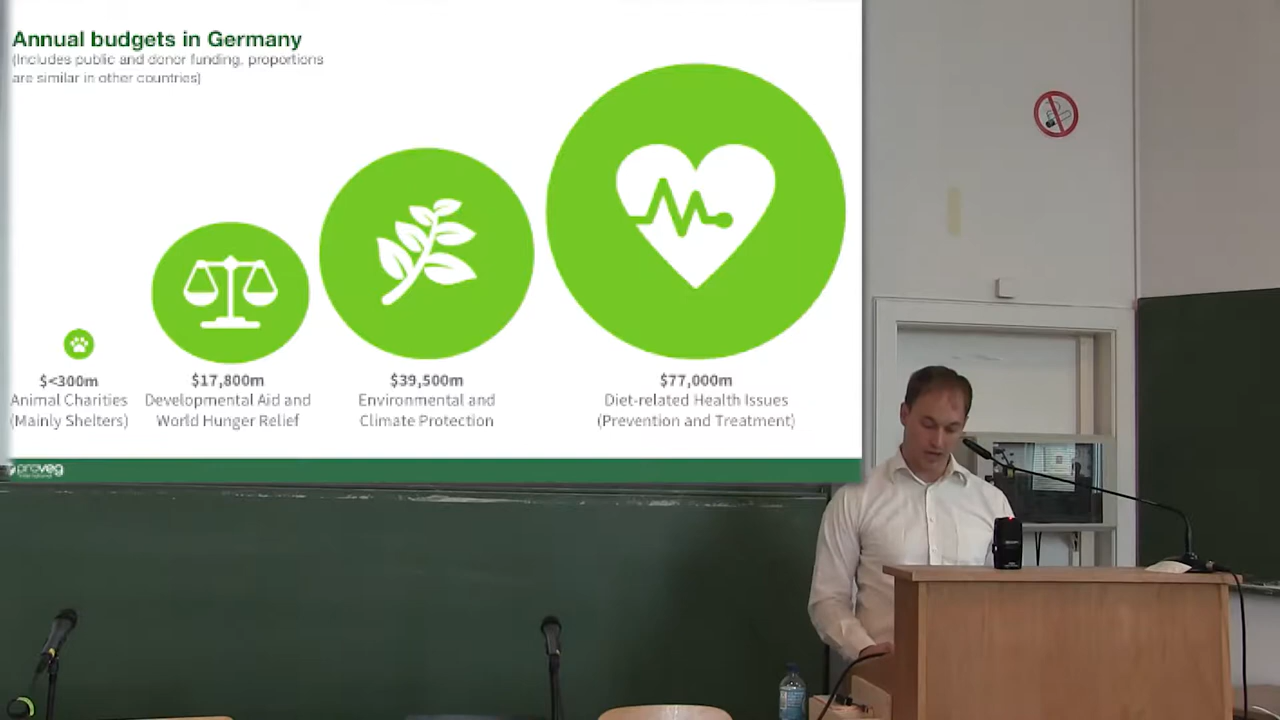 Annual budgets in Germany
(Includes public and donor funding, proportions
are similar in other countries)
$<300m
Animal Charities
(Mainly Shelters)
$17,800m
Developmental Aid and
World Hunger Relief
$39,500m
Environmental and
Climate Protection
$77,000m
Diet-related Health Issues
(Prevention and Treatment)
proveg
international